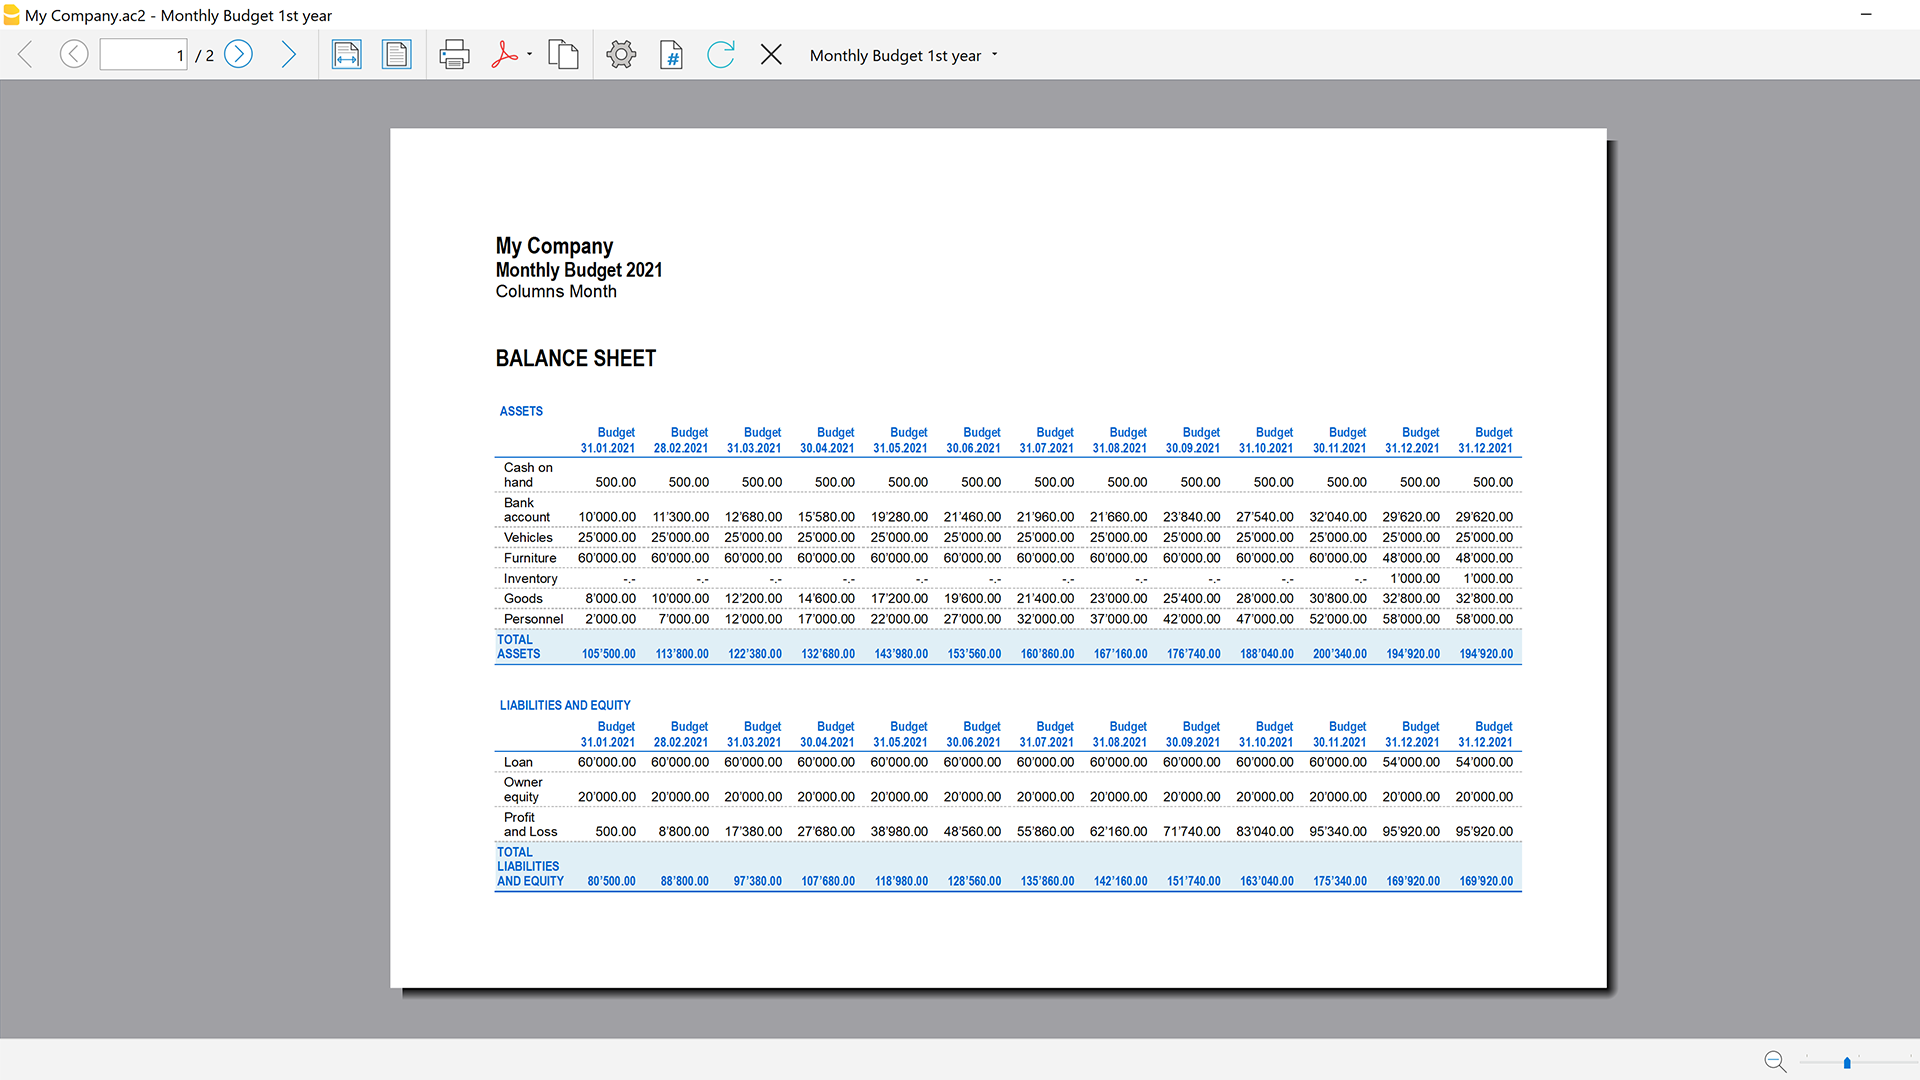 My Company.ac2 - Monthly Budget 1st year
1 / 2 # Monthly Budget 1st year
My Company
Monthly Budget 2021
Columns Month
BALANCE SHEET
ASSETS
Budget Budget Budget Budget Budget Budget Budget Budget Budget Budget Budget Budget Budget
31.01.2021 28.02.2021 31.03.2021 30.04.2021 31.05.2021 30.06.2021 31.07.2021 31.08.2021 30.09.2021 31.10.2021 30.11.2021 31.12.2021 31.12.2021
Cash on
hand 500.00 500.00 500.00 500.00 500.00 500.00 500.00 500.00 500.00 500.00 500.00 500.00 500.00
Bank
account 10'000.00 11'300.00 12'680.00 15'580.00 19'280.00 21'460.00 21'960.00 21'660.00 23'840.00 27'540.00 32'040.00 29'620.00 29'620.00
Vehicles 25'000.00 25'000.00 25'000.00 25'000.00 25'000.00 25'000.00 25'000.00 25'000.00 25'000.00 25'000.00 25'000.00 25'000.00 25'000.00
Furniture 60'000.00 60'000.00 60'000.00 60'000.00 60'000.00 60'000.00 60'000.00 60'000.00 60'000.00 60'000.00 60'000.00 48'000.00 48'000.00
Inventory -.- -.- -.- -.- -.- -.- -.- -.- -.- -.- -.- 1'000.00 1'000.00
Goods 8'000.00 10'000.00 12'200.00 14'600.00 17'200.00 19'600.00 21'400.00 23'000.00 25'400.00 28'000.00 30'800.00 32'800.00 32'800.00
Personnel 2'000.00 7'000.00 12'000.00 17'000.00 22'000.00 27'000.00 32'000.00 37'000.00 42'000.00 47'000.00 52'000.00 58'000.00 58'000.00
TOTAL
ASSETS 105'500.00 113'800.00 122'380.00 132'680.00 143'980.00 153'560.00 160'860.00 167'160.00 176'740.00 188'040.00 200'340.00 194'920.00 194'920.00
LIABILITIES AND EQUITY
Budget Budget Budget Budget Budget Budget Budget Budget Budget Budget Budget Budget Budget
31.01.2021 28.02.2021 31.03.2021 30.04.2021 31.05.2021 30.06.2021 31.07.2021 31.08.2021 30.09.2021 31.10.2021 30.11.2021 31.12.2021 31.12.2021
Loan 60'000.00 60'000.00 60'000.00 60'000.00 60'000.00 60'000.00 60'000.00 60'000.00 60'000.00 60'000.00 60'000.00 54'000.00 54'000.00
Owner
equity 20'000.00 20'000.00 20'000.00 20'000.00 20'000.00 20'000.00 20'000.00 20'000.00 20'000.00 20'000.00 20'000.00 20'000.00 20'000.00
Profit
and Loss 500.00 8'800.00 17'380.00 27'680.00 38'980.00 48'560.00 55'860.00 62'160.00 71'740.00 83'040.00 95'340.00 95'920.00 95'920.00
TOTAL
LIABILITIES
AND EQUITY 80'500.00 88'800.00 97'380.00 107'680.00 118'980.00 128'560.00 135'860.00 142'160.00 151'740.00 163'040.00 175'340.00 169'920.00 169'920.00